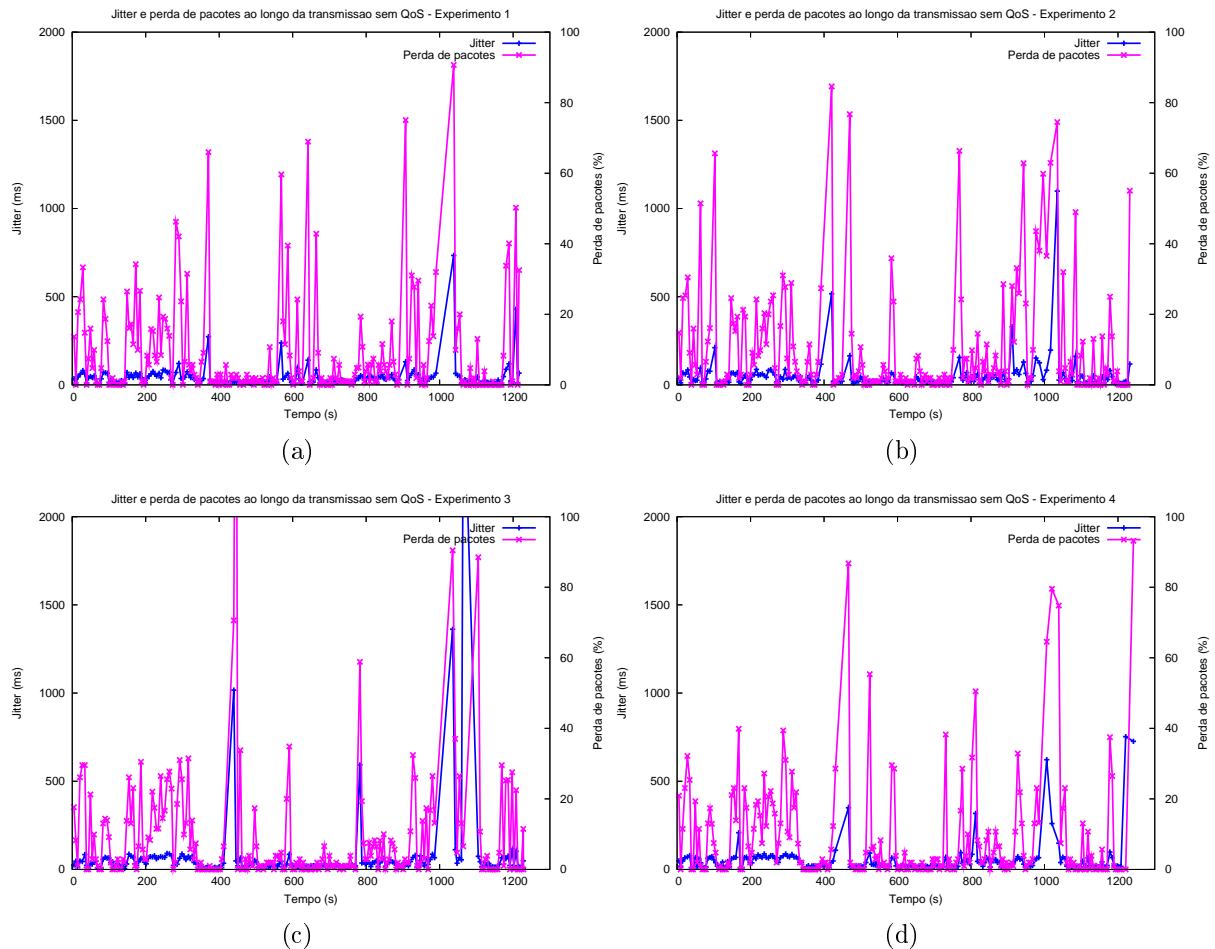 Jitter e perda de pacotes ao longo da transmissao sem QoS - Experimento 1
2000
1500
1000
500
0
0 200 400 600 800 1000 1200
100
80
60
40
20
0
Jitter (ms)
Perda de pacotes (%)
Tempo (s)
Jitter
Perda de pacotes
(a)
Jitter e perda de pacotes ao longo da transmissao sem QoS - Experimento 2
2000
1500
1000
500
0
0 200 400 600 800 1000 1200
100
80
60
40
20
0
Jitter (ms)
Perda de pacotes (%)
Tempo (s)
Jitter
Perda de pacotes
(b)
Jitter e perda de pacotes ao longo da transmissao sem QoS - Experimento 3
2000
1500
1000
500
0
0 200 400 600 800 1000 1200
100
80
60
40
20
0
Jitter (ms)
Perda de pacotes (%)
Tempo (s)
Jitter
Perda de pacotes
(c)
Jitter e perda de pacotes ao longo da transmissao sem QoS - Experimento 4
2000
1500
1000
500
0
0 200 400 600 800 1000 1200
100
80
60
40
20
0
Jitter (ms)
Perda de pacotes (%)
Tempo (s)
Jitter
Perda de pacotes
(d)